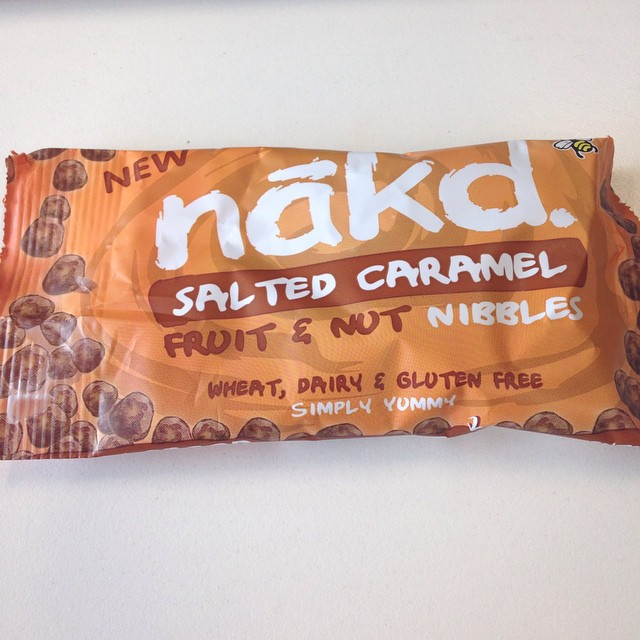 NEW
nākd.
SALTED CARAMEL
FRUIT & NUT NIBBLES
WHEAT, DAIRY & GLUTEN FREE
SIMPLY YUMMY